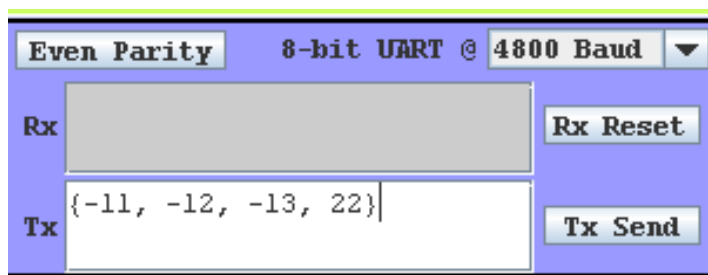 Even Parity 8-bit UART @ 4800 Baud
Rx Rx Reset
{-11, -12, -13, 22}
Tx Tx Send